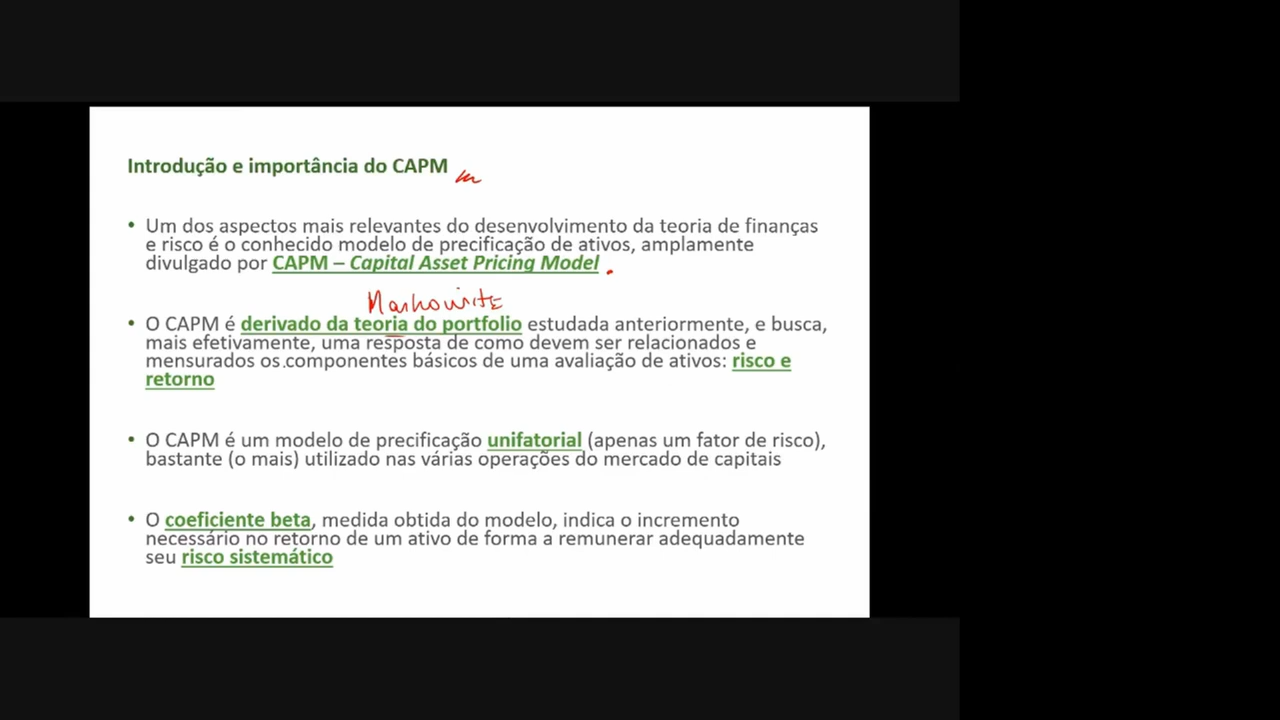 Introdução e importância do CAPM
• Um dos aspectos mais relevantes do desenvolvimento da teoria de finanças
e risco é o conhecido modelo de precificação de ativos, amplamente
divulgado por CAPM – Capital Asset Pricing Model
Markowitz
• O CAPM é derivado da teoria do portfolio estudada anteriormente, e busca,
mais efetivamente, uma resposta de como devem ser relacionados e
mensurados os componentes básicos de uma avaliação de ativos: risco e
retorno
• O CAPM é um modelo de precificação unifatorial (apenas um fator de risco),
bastante (o mais) utilizado nas várias operações do mercado de capitais
• O coeficiente beta, medida obtida do modelo, indica o incremento
necessário no retorno de um ativo de forma a remunerar adequadamente
seu risco sistemático